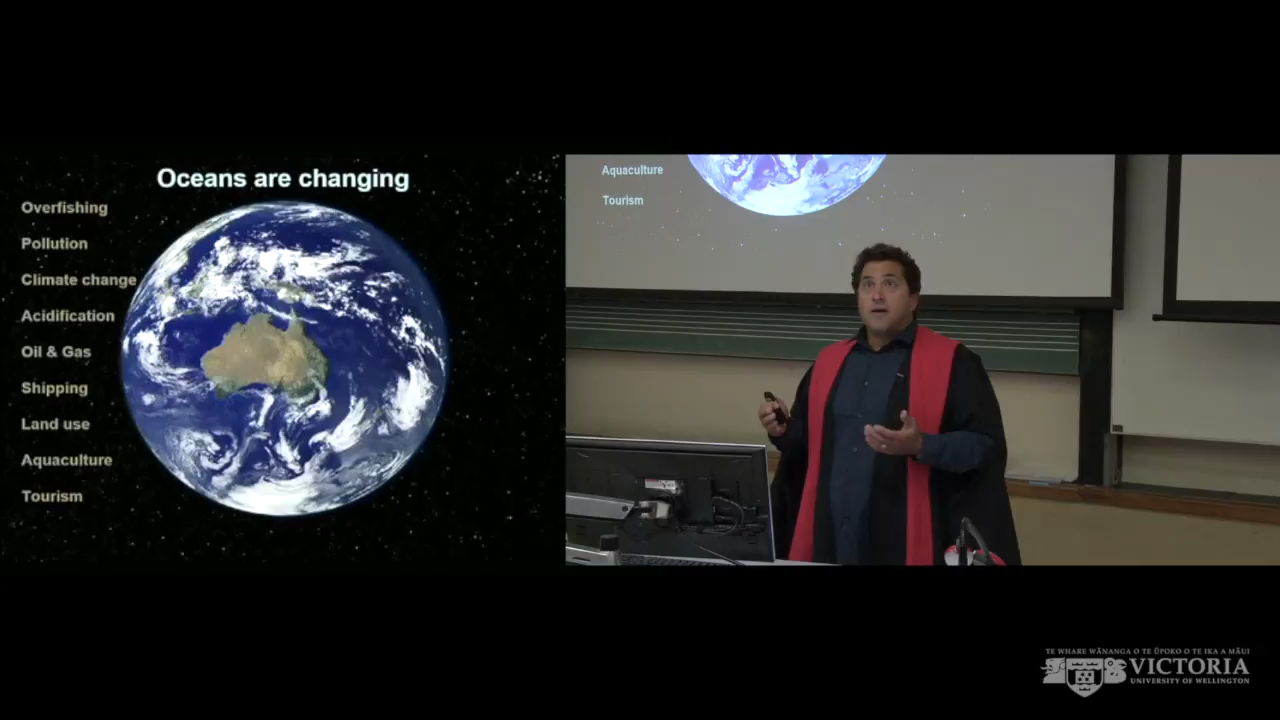 Oceans are changing
Overfishing
Pollution
Climate change
Acidification
Oil & Gas
Shipping
Land use
Aquaculture
Tourism
Aquaculture
Tourism
TE WHARE WĀNANGA O TE ŪPOKO O TE IKA A MĀUI
VICTORIA
UNIVERSITY OF WELLINGTON